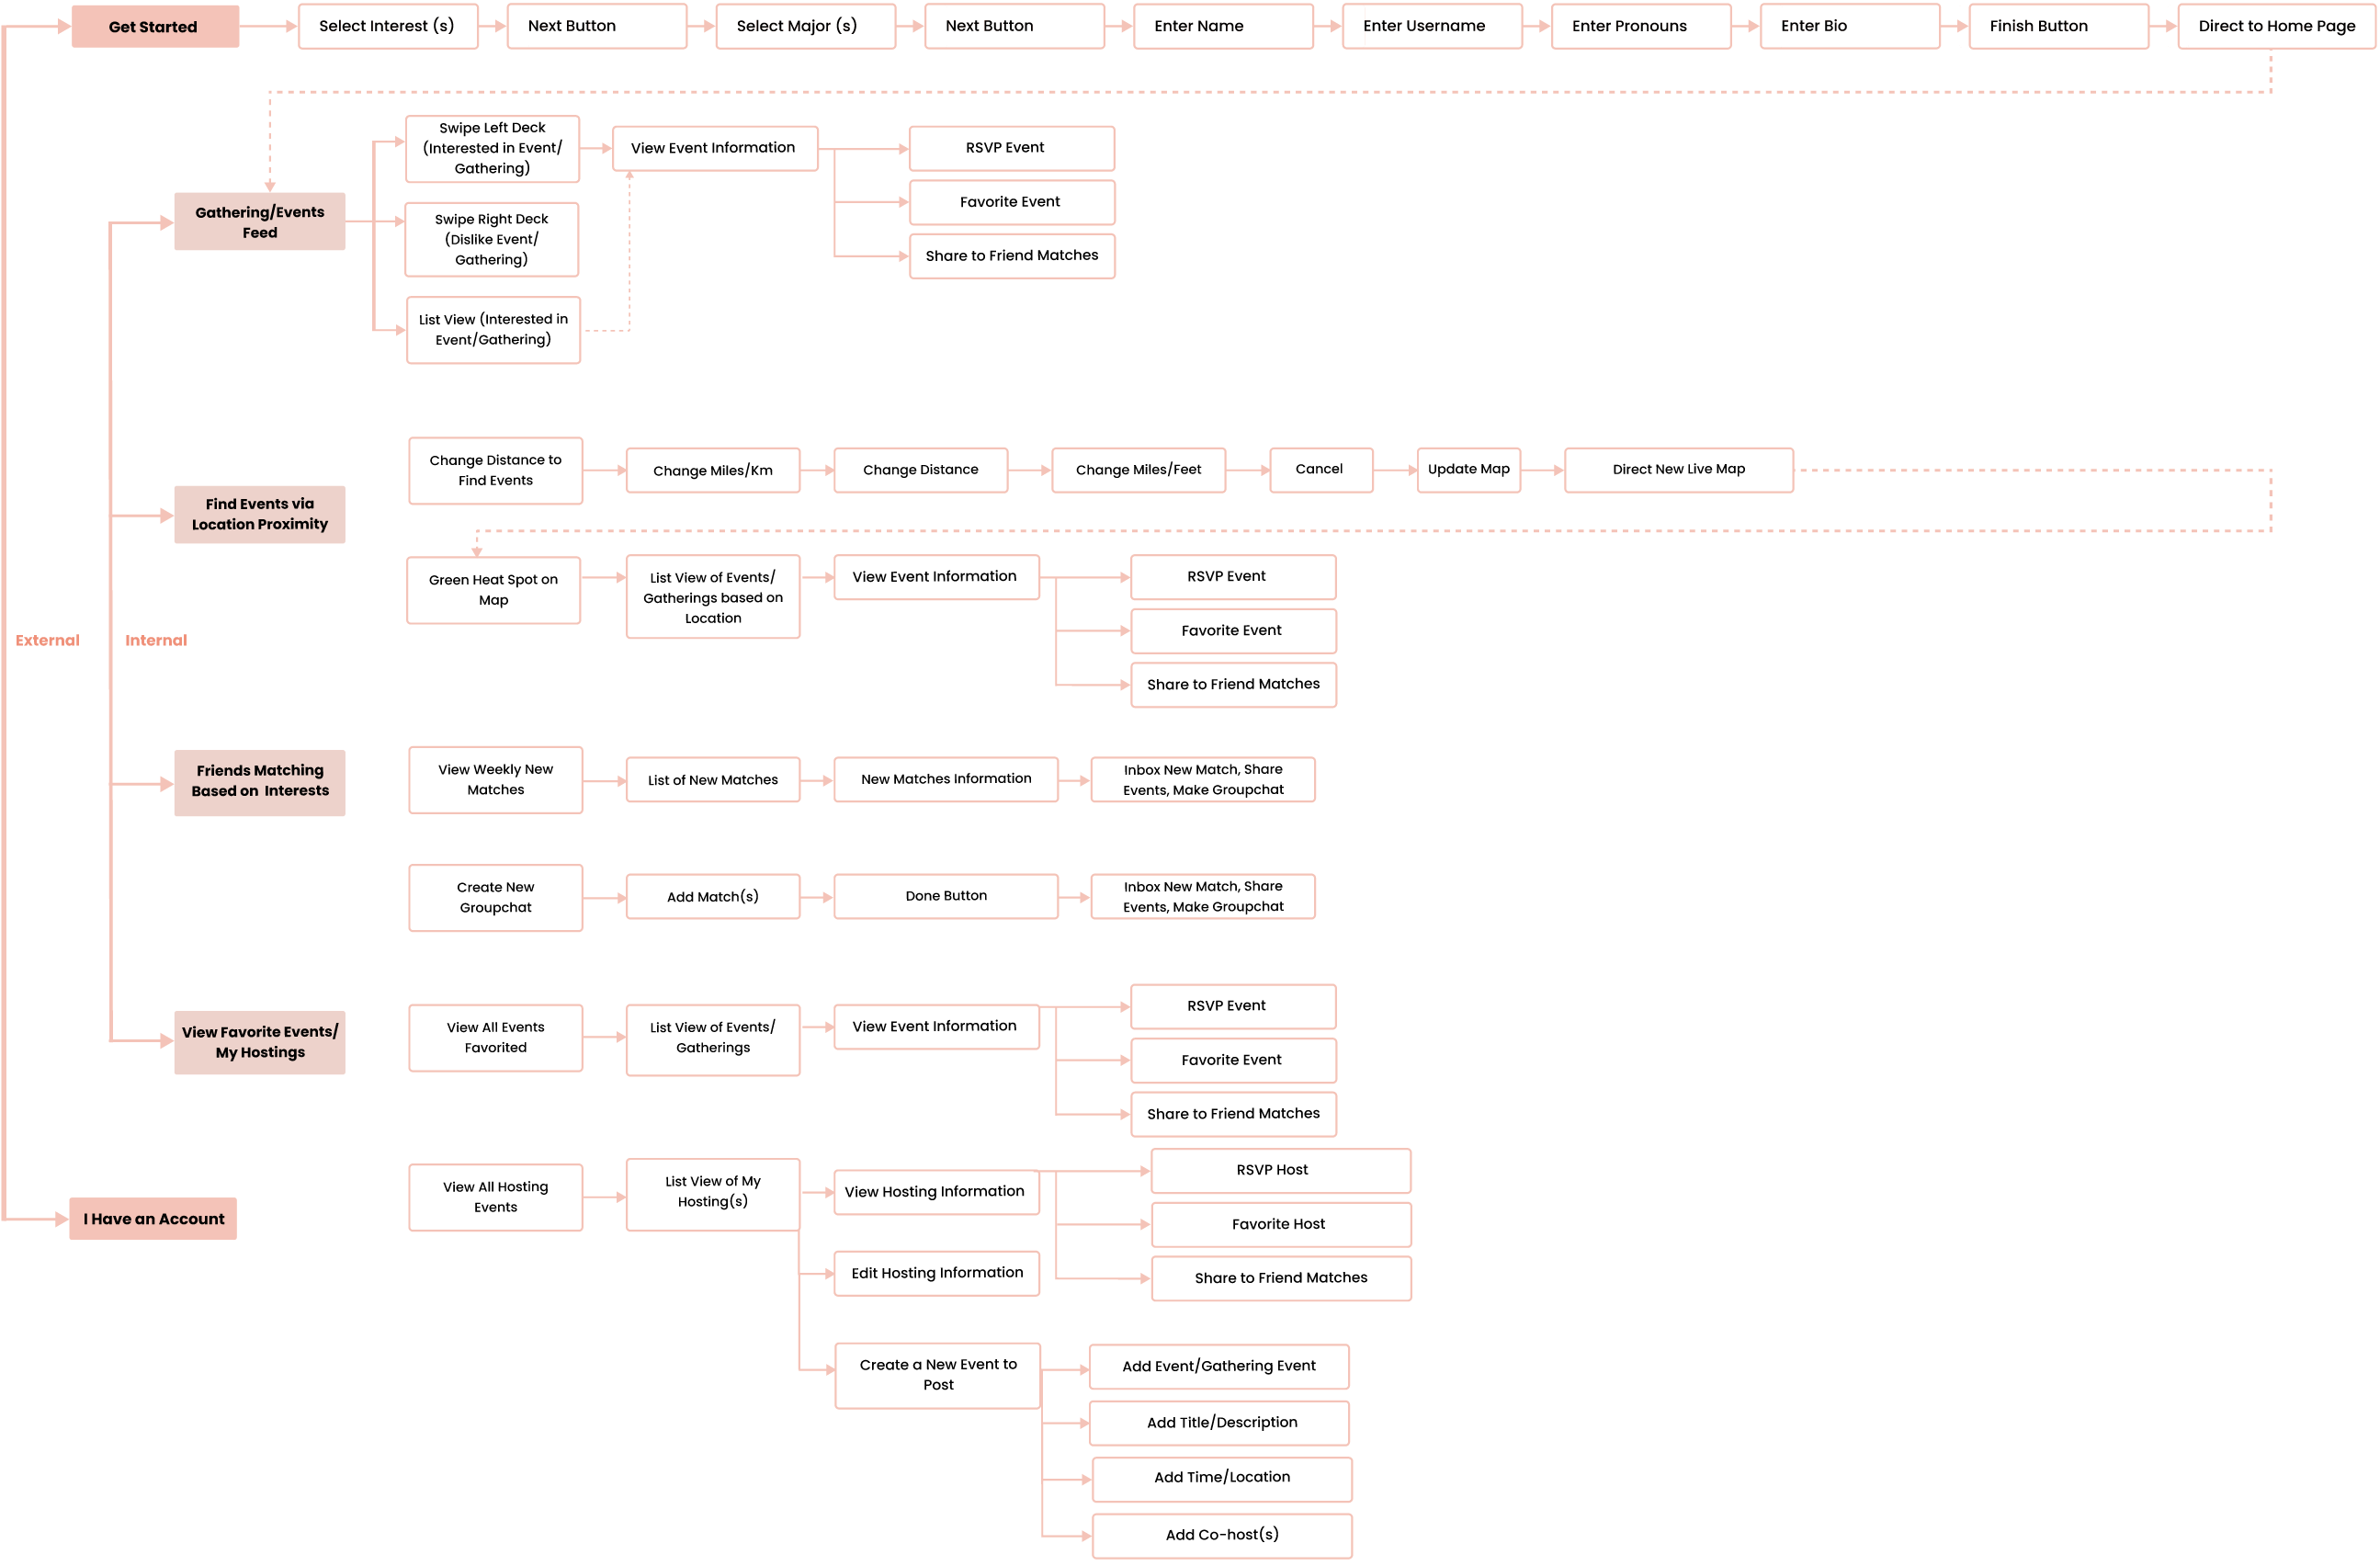 Get Started
Select Interest (s)
Next Button
Select Major (s)
Next Button
Enter Name
Enter Username
Enter Pronouns
Enter Bio
Finish Button
Direct to Home Page
Gathering/Events
Feed
Swipe Left Deck
(Interested in Event/
Gathering)
View Event Information
RSVP Event
Favorite Event
Share to Friend Matches
Swipe Right Deck
(Dislike Event/
Gathering)
List View (Interested in
Event/Gathering)
Find Events via
Location Proximity
Change Distance to
Find Events
Change Miles/Km
Change Distance
Change Miles/Feet
Cancel
Update Map
Direct New Live Map
Green Heat Spot on
Map
List View of Events/
Gatherings based on
Location
View Event Information
RSVP Event
Favorite Event
Share to Friend Matches
External
Internal
Friends Matching
Based on  Interests
View Weekly New
Matches
List of New Matches
New Matches Information
Inbox New Match, Share
Events, Make Groupchat
Create New
Groupchat
Add Match(s)
Done Button
Inbox New Match, Share
Events, Make Groupchat
View Favorite Events/
My Hostings
View All Events
Favorited
List View of Events/
Gatherings
View Event Information
RSVP Event
Favorite Event
Share to Friend Matches
I Have an Account
View All Hosting
Events
List View of My
Hosting(s)
View Hosting Information
RSVP Host
Favorite Host
Share to Friend Matches
Edit Hosting Information
Create a New Event to
Post
Add Event/Gathering Event
Add Title/Description
Add Time/Location
Add Co-host(s)